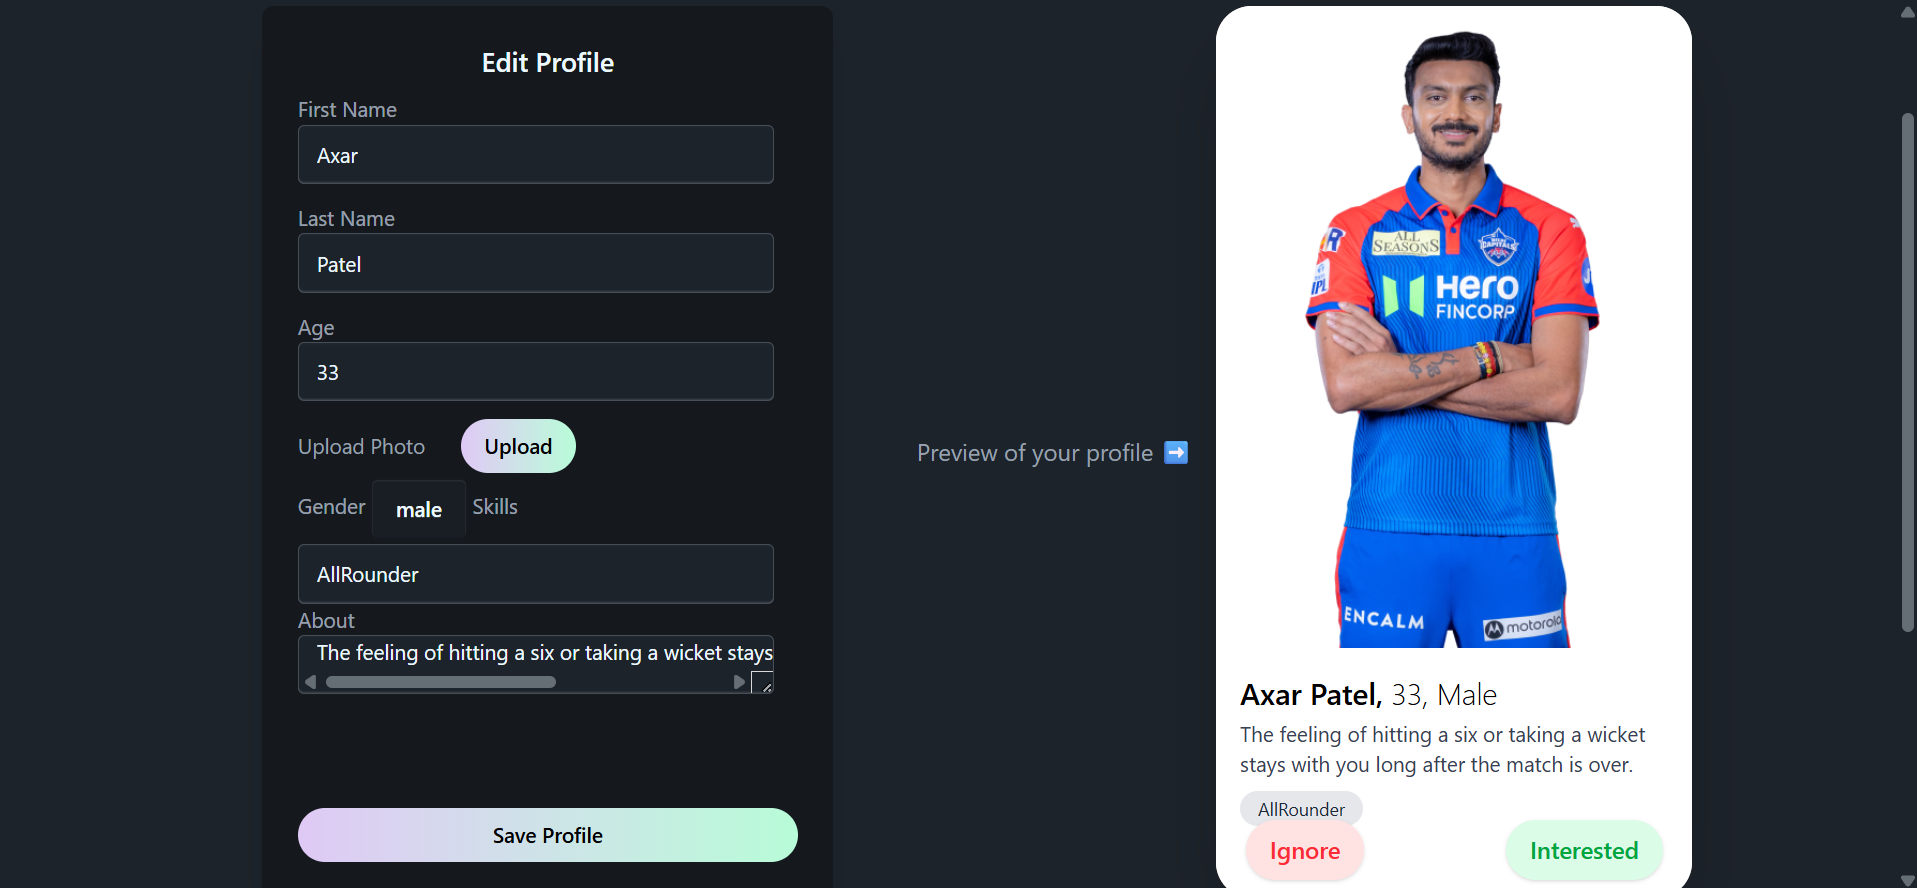 Edit Profile
First Name
Axar
Last Name
Patel
Age
33
Upload Photo
Upload
Gender
male
Skills
AllRounder
About
The feeling of hitting a six or taking a wicket stays
Save Profile
Preview of your profile ➡️
ALL
SEASONS
CAPITALS
IPL
Hero
FINCORP
ENCALM
motorola
Axar Patel, 33, Male
The feeling of hitting a six or taking a wicket
stays with you long after the match is over.
AllRounder
Ignore
Interested